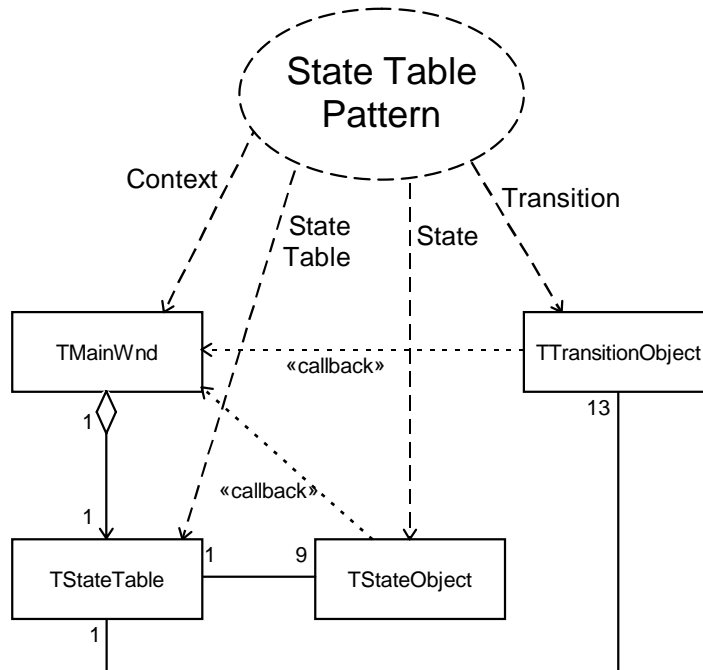 State Table
Pattern
Context
State
Table
State
Transition
TMainWnd
«callback»
TTransitionObject
1
13
«callback»
1
TStateTable
1
9
TStateObject
1